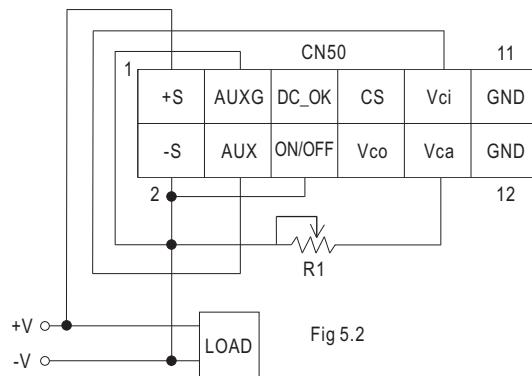 CN50
1 11
+S AUXG DC_OK CS Vci GND
-S AUX ON/OFF Vco Vca GND
2 12
R1
+V
LOAD
-V
Fig 5.2